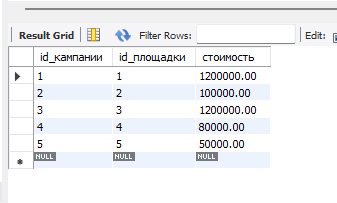 Result Grid Filter Rows: Edit:
id_кампании id_площадки стоимость
1 1 1200000.00
2 2 100000.00
3 3 1200000.00
4 4 80000.00
5 5 50000.00
NULL NULL NULL